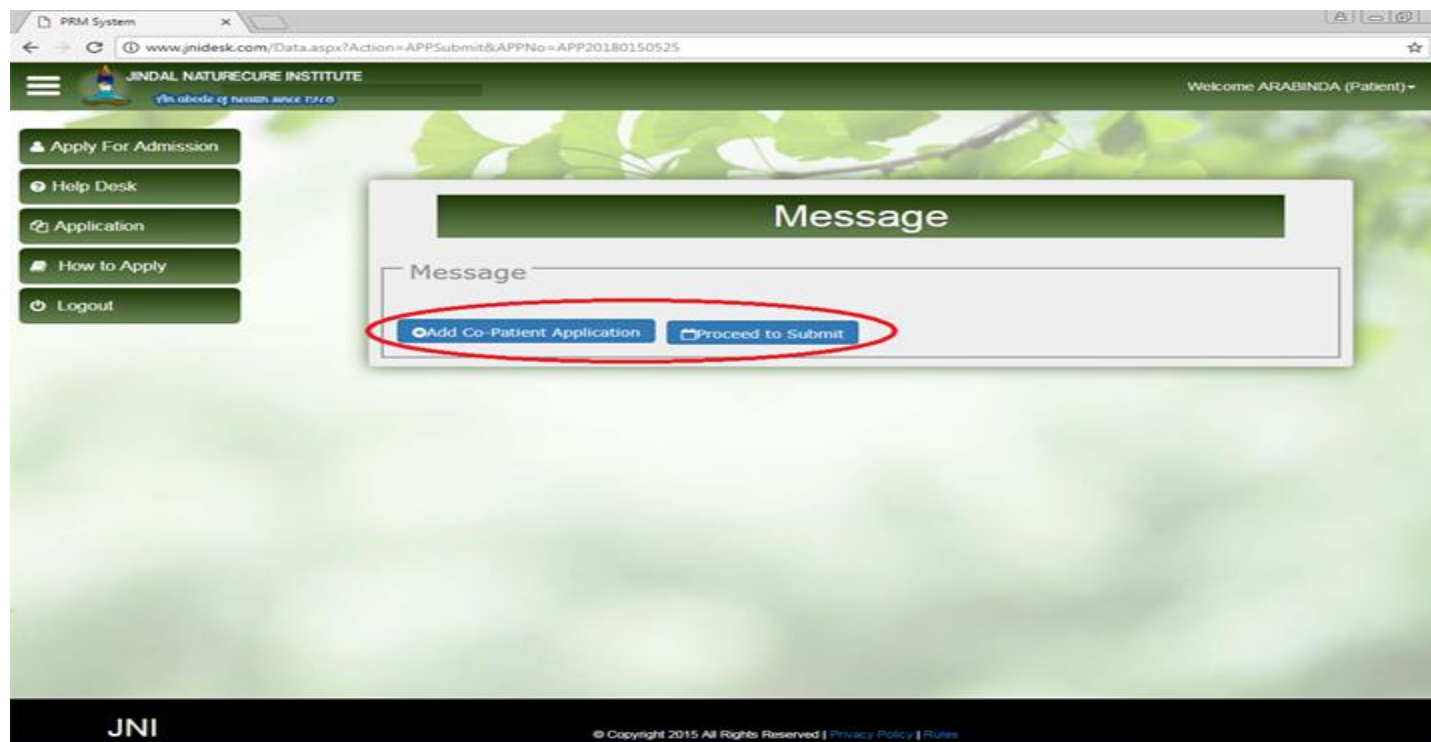 PRM System
www.jnidesk.com/Data.aspx?Action=APPSubmit&APPNo=APP20180150525
JINDAL NATURECURE INSTITUTE
An abode of health since 1978
Welcome ARABINDA (Patient)
Apply For Admission
Help Desk
Application
How to Apply
Logout
Message
Message
Add Co-Patient Application
Proceed to Submit
JNI
© Copyright 2015 All Rights Reserved | Privacy Policy | Rules